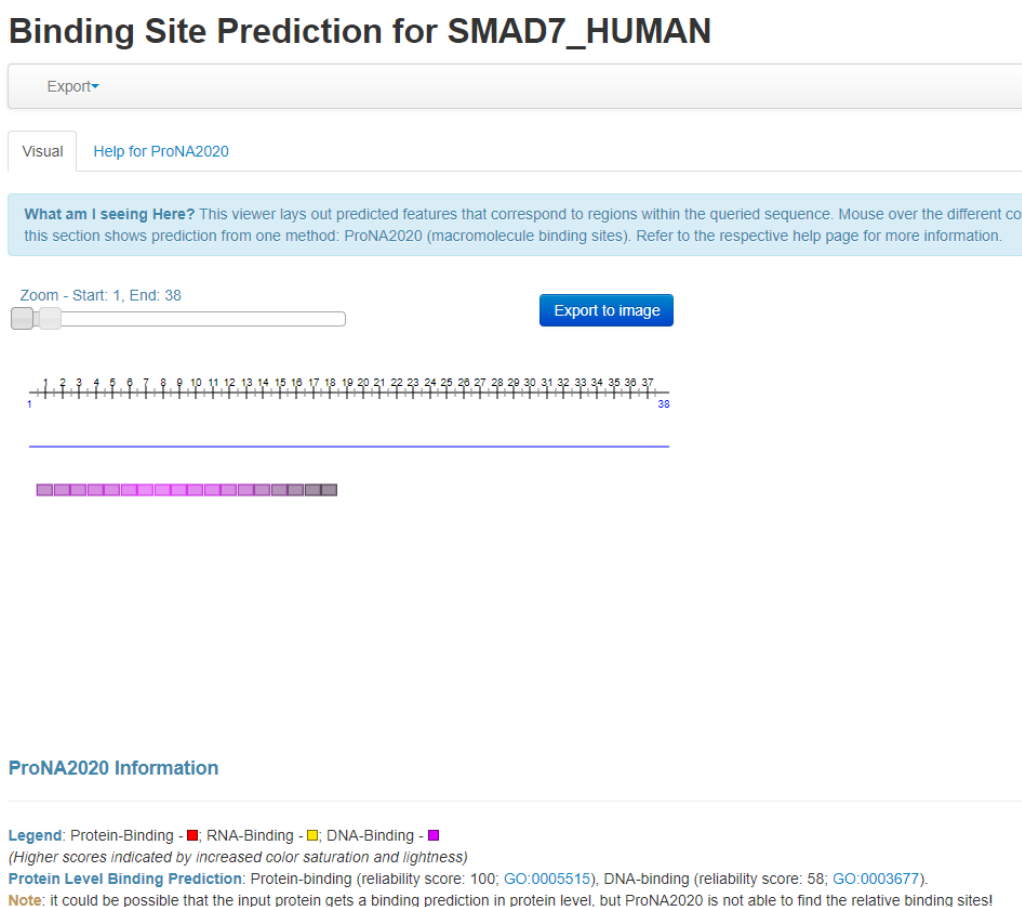 Binding Site Prediction for SMAD7_HUMAN
Export
Visual Help for ProNA2020
What am I seeing Here? This viewer lays out predicted features that correspond to regions within the queried sequence. Mouse over the different co
this section shows prediction from one method: ProNA2020 (macromolecule binding sites). Refer to the respective help page for more information.
Zoom - Start: 1, End: 38
Export to image
1 2 3 4 5 6 7 8 9 10 11 12 13 14 15 16 17 18 19 20 21 22 23 24 25 26 27 28 29 30 31 32 33 34 35 36 37
1 38
ProNA2020 Information
Legend: Protein-Binding - ; RNA-Binding - ; DNA-Binding -
(Higher scores indicated by increased color saturation and lightness)
Protein Level Binding Prediction: Protein-binding (reliability score: 100; GO:0005515), DNA-binding (reliability score: 58; GO:0003677).
Note: it could be possible that the input protein gets a binding prediction in protein level, but ProNA2020 is not able to find the relative binding sites!